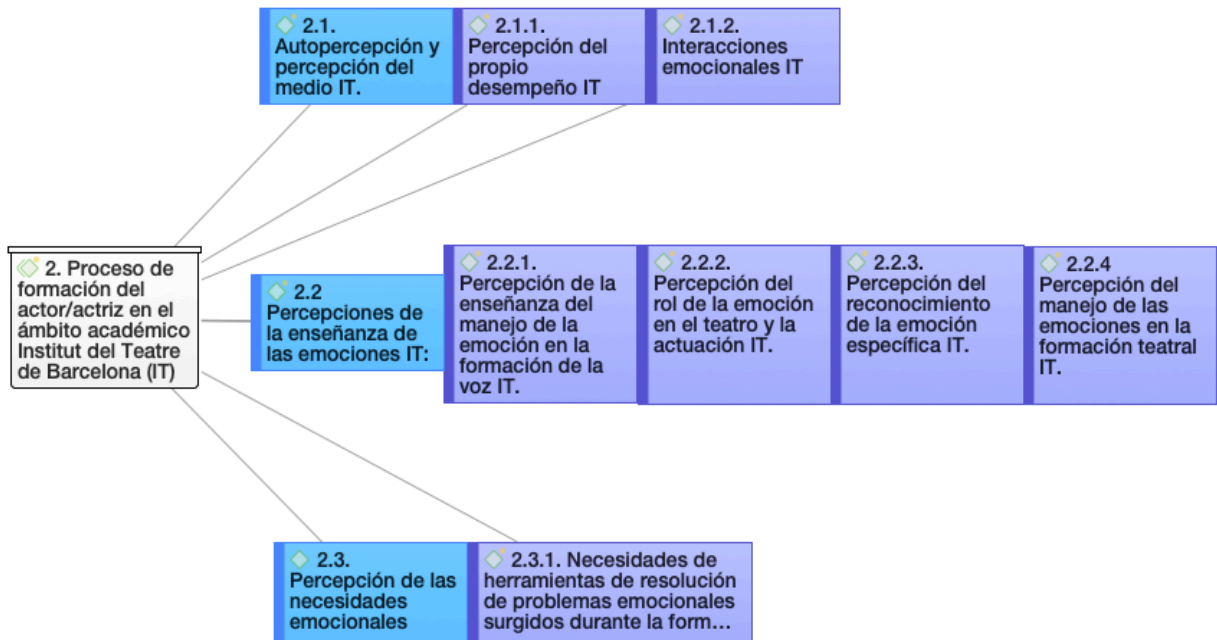 2.1.
Autopercepción y
percepción del
medio IT.
2.1.1.
Percepción del
propio
desempeño IT
2.1.2.
Interacciones
emocionales IT
2. Proceso de
formación del
actor/actriz en el
ámbito académico
Institut del Teatre
de Barcelona (IT)
2.2
Percepciones de
la enseñanza de
las emociones IT:
2.2.1.
Percepción de la
enseñanza del
manejo de la
emoción en la
formación de la
voz IT.
2.2.2.
Percepción del
rol de la emoción
en el teatro y la
actuación IT.
2.2.3.
Percepción del
reconocimiento
de la emoción
específica IT.
2.2.4
Percepción del
manejo de las
emociones en la
formación teatral
IT.
2.3.
Percepción de las
necesidades
emocionales
2.3.1. Necesidades de
herramientas de resolución
de problemas emocionales
surgidos durante la form...